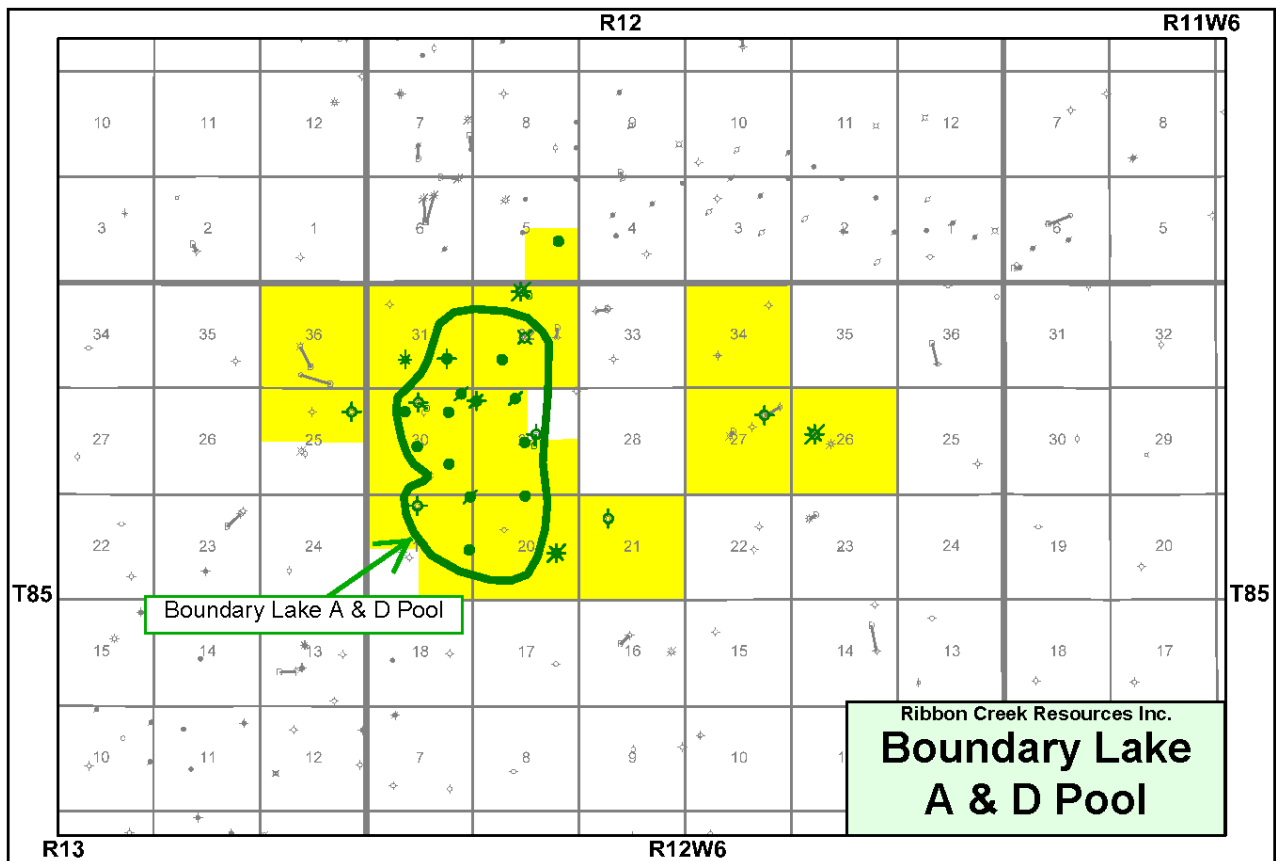 R12 R11W6
10 11 12 7 8 9 10 11 12 7 8
3 2 1 6 5 4 3 2 1 6 5
34 35 36 31 33 34 35 36 31 32
27 26 25 30 28 27 26 25 30 29
22 23 24 20 21 22 23 24 19 20
T85 T85
Boundary Lake A & D Pool
15 14 13 18 17 16 15 14 13 18 17
10 11 12 7 8 9 10
Ribbon Creek Resources Inc.
Boundary Lake
A & D Pool
R13 R12W6